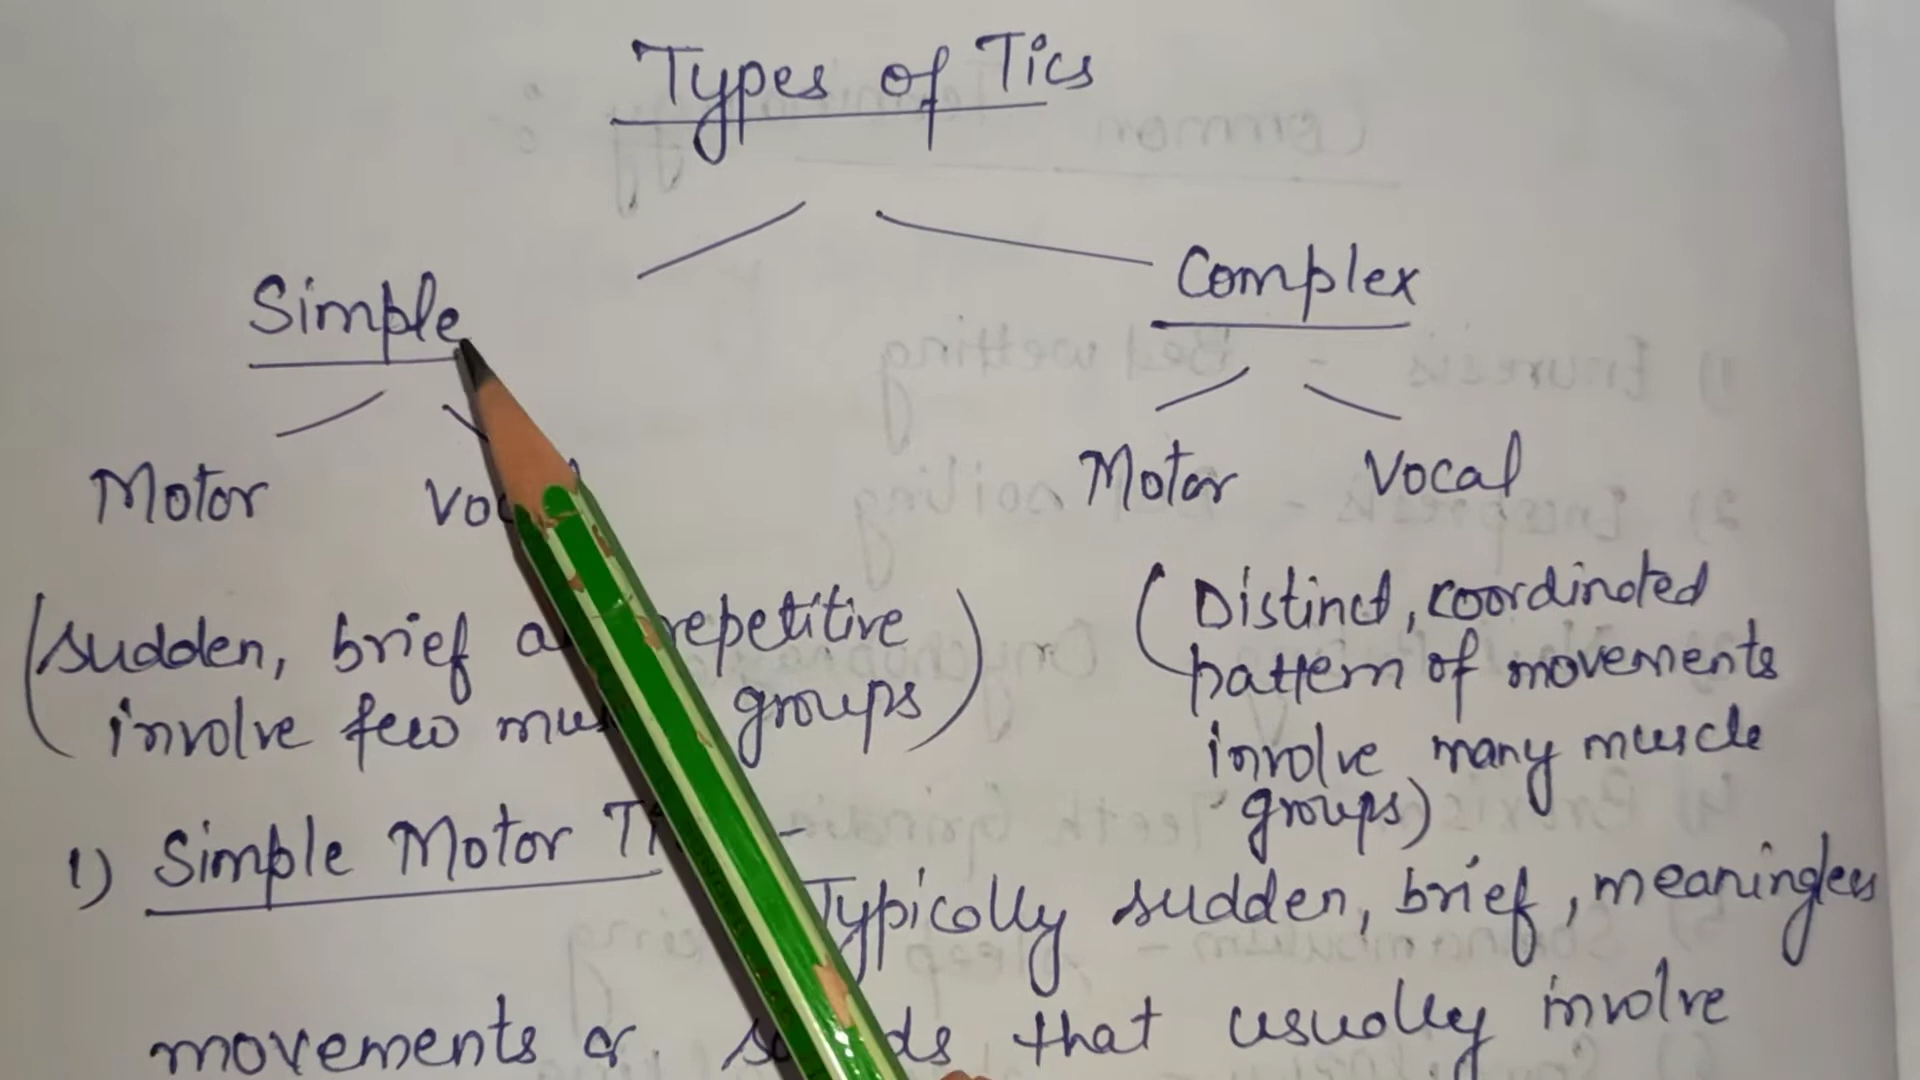 Types of Tics
Simple
Complex
Motor
Motor Vocal
(sudden, brief repetitive
involve few groups)
(Distinct, coordinated
pattern of movements
involve many muscle
groups)
1) Simple Motor -
Typically sudden, brief, meaningless
movements or that usually involve